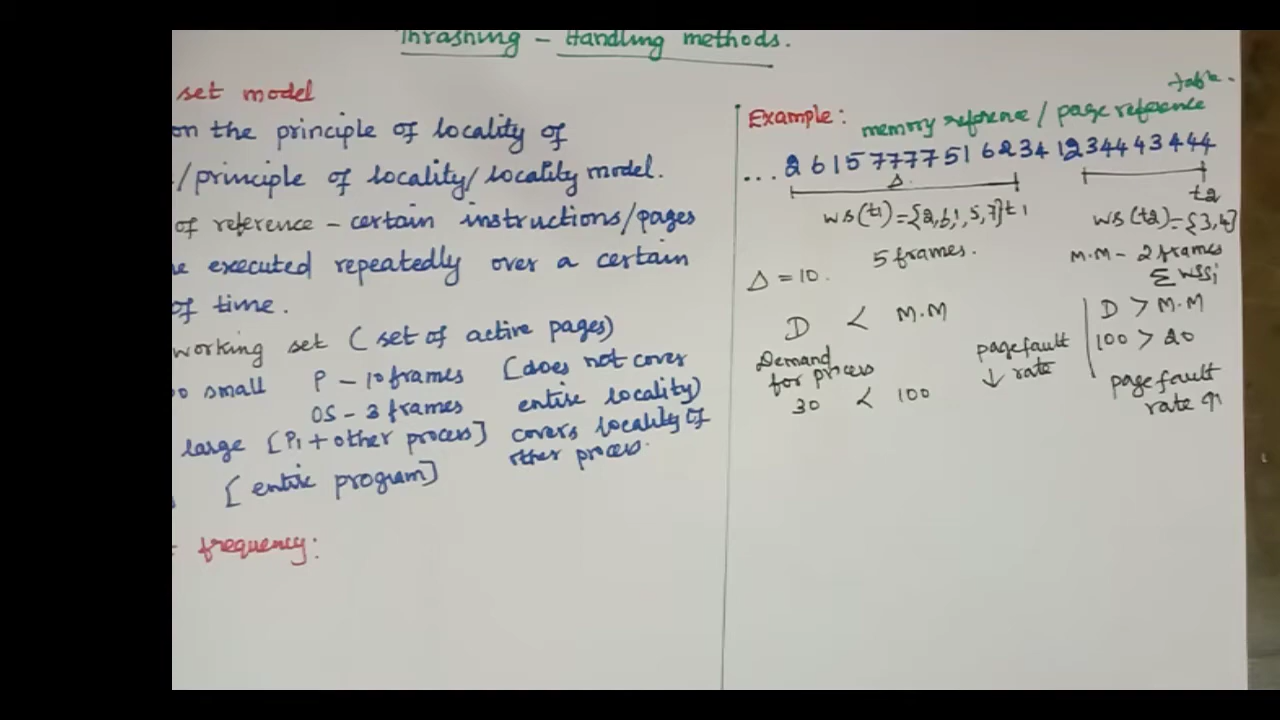 Thrashing - Handling methods.
set model
on the principle of locality of
/principle of locality/locality model.
of reference - certain instructions/pages
e executed repeatedly over a certain
of time.
working set (set of active pages)
oo small P - 10 frames [does not cover
OS - 3 frames entire locality)
large [P1 + other process] covers locality of
other process.
[entire program]
frequency:
table.
Example: memory reference / page reference
... 2 6 1 5 7 7 7 7 5 1 6 2 3 4 1 2 3 4 4 4 3 4 4 4
Δ t2
ws(t1) = {2,6,1,5,7} t1 ws(t2) = {3,4}
5 frames. M.M - 2 frames
Δ = 10. Σ WSSi
D < M.M D > M.M
Demand for process pagefault ↓ rate 100 > 20
30 < 100 pagefault rate ↑